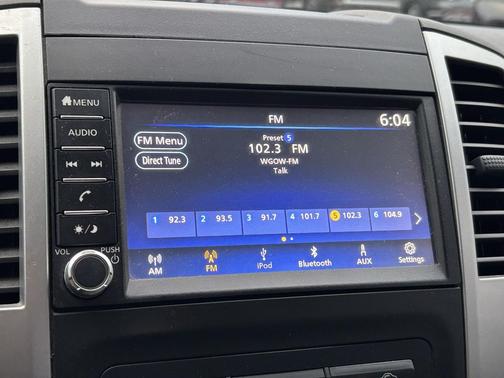 MENU
AUDIO
VOL
PUSH
FM
6:04
FM Menu
Direct Tune
Preset 5
102.3 FM
WGOW-FM
Talk
1 92.3 2 93.5 3 91.7 4 101.7 5 102.3 6 104.9
AM FM iPod Bluetooth AUX Settings